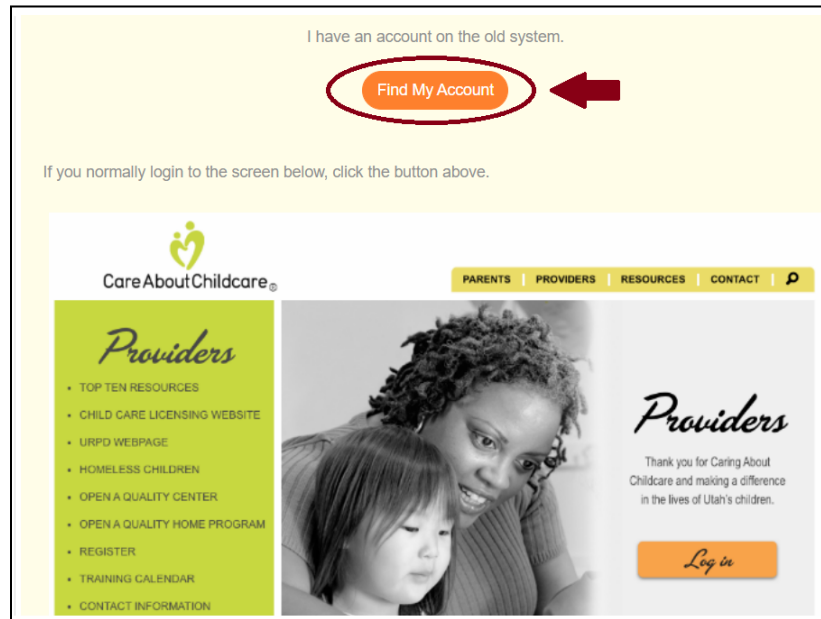 I have an account on the old system.
Find My Account
If you normally login to the screen below, click the button above.
CareAboutChildcare®
PARENTS | PROVIDERS | RESOURCES | CONTACT |
Providers
• TOP TEN RESOURCES
• CHILD CARE LICENSING WEBSITE
• URPD WEBPAGE
• HOMELESS CHILDREN
• OPEN A QUALITY CENTER
• OPEN A QUALITY HOME PROGRAM
• REGISTER
• TRAINING CALENDAR
• CONTACT INFORMATION
Providers
Thank you for Caring About
Childcare and making a difference
in the lives of Utah's children.
Log in